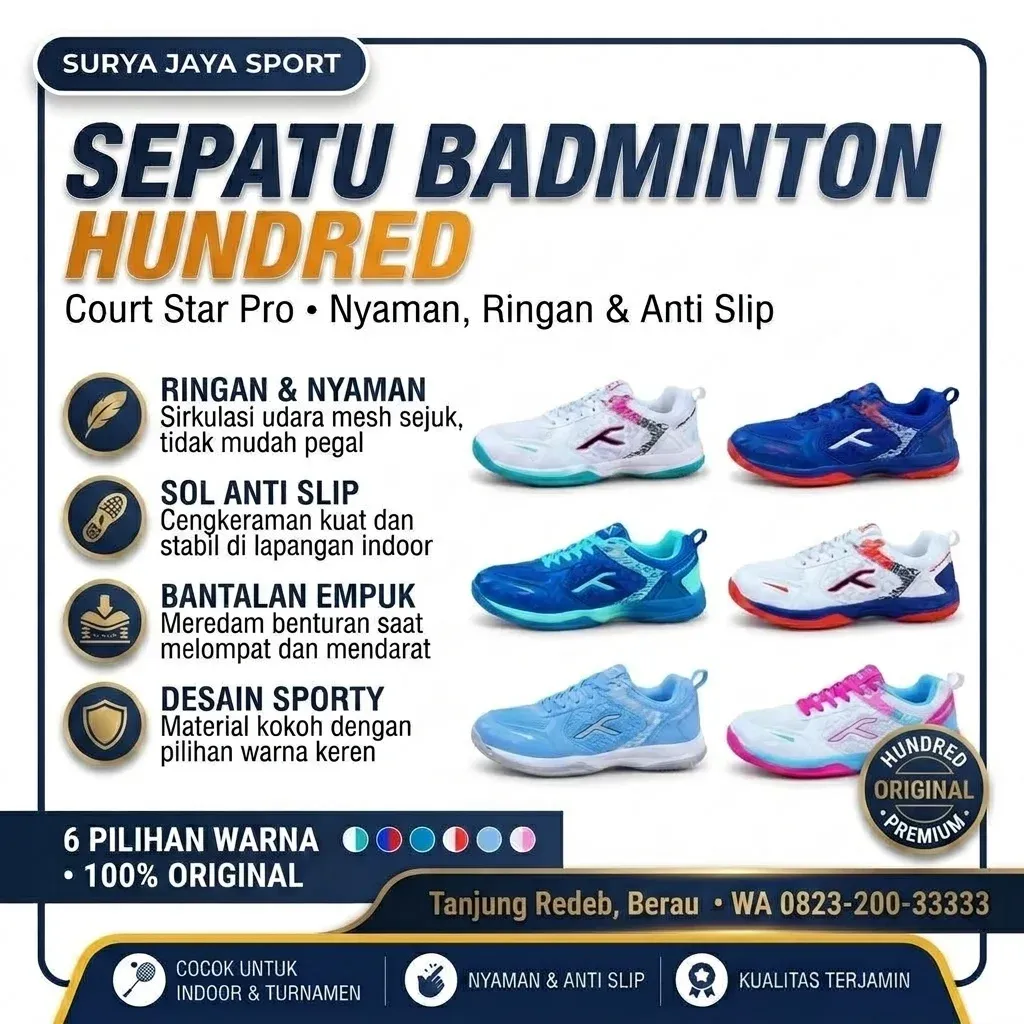 SURYA JAYA SPORT
SEPATU BADMINTON
HUNDRED
Court Star Pro • Nyaman, Ringan & Anti Slip
RINGAN & NYAMAN
Sirkulasi udara mesh sejuk,
tidak mudah pegal
SOL ANTI SLIP
Cengkeraman kuat dan
stabil di lapangan indoor
BANTALAN EMPUK
Meredam benturan saat
melompat dan mendarat
DESAIN SPORTY
Material kokoh dengan
pilihan warna keren
HUNDRED
ORIGINAL
• PREMIUM •
6 PILIHAN WARNA
• 100% ORIGINAL
Tanjung Redeb, Berau • WA 0823-200-33333
COCOK UNTUK
INDOOR & TURNAMEN
NYAMAN & ANTI SLIP
KUALITAS TERJAMIN